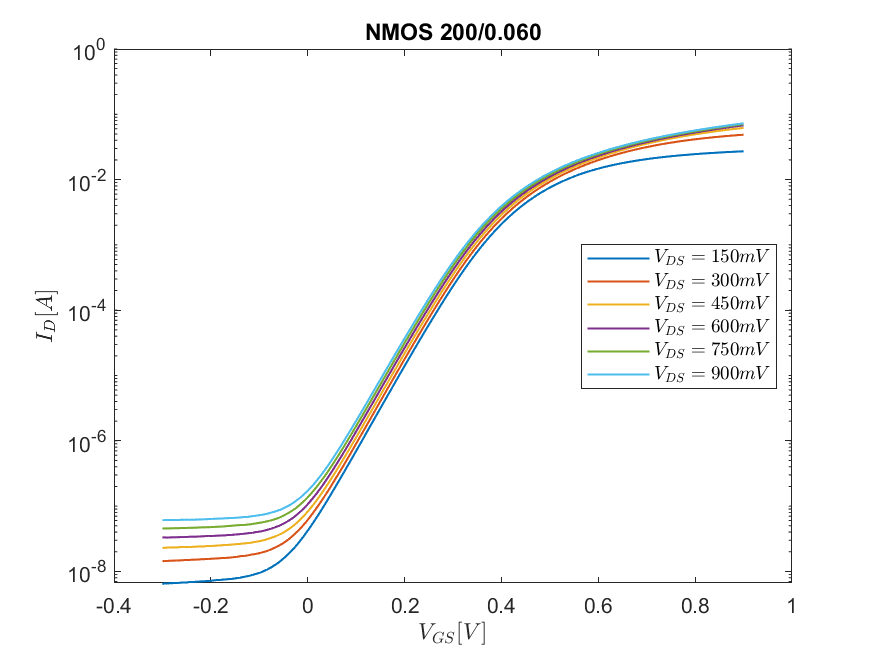 NMOS 200/0.060
10^0
10^-2
10^-4
10^-6
10^-8
I_D[A]
V_DS = 150mV
V_DS = 300mV
V_DS = 450mV
V_DS = 600mV
V_DS = 750mV
V_DS = 900mV
-0.4 -0.2 0 0.2 0.4 0.6 0.8 1
V_GS[V]